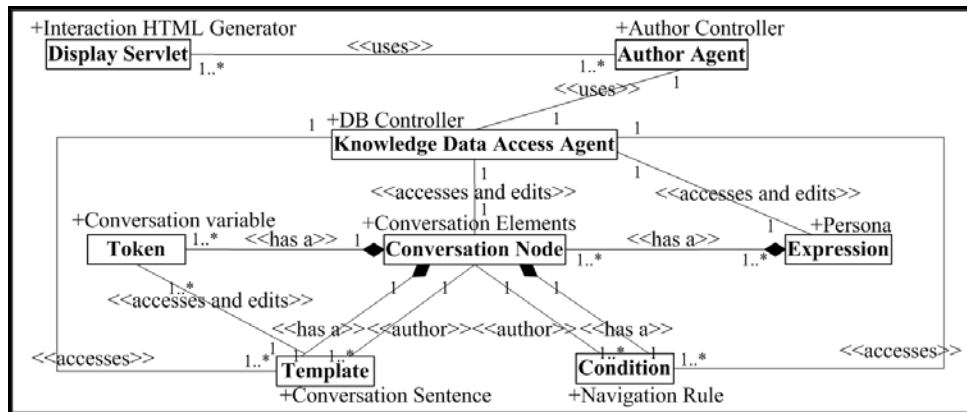 +Interaction HTML Generator
Display Servlet
1..*
<<uses>>
+Author Controller
Author Agent
1..*
1
<<uses>>
1
+DB Controller
1
1
Knowledge Data Access Agent
1
1
<<accesses and edits>>
<<accesses and edits>>
1
1
+Conversation variable
Token
1..*
<<has a>>
1
+Conversation Elements
Conversation Node
1..*
<<has a>>
1..*
+Persona
Expression
1..*
<<accesses and edits>>
1
1
1
1
<<has a>>
<<author>>
<<author>>
<<has a>>
<<accesses>>
<<accesses>>
1..*
1
1
1..*
Template
+Conversation Sentence
1..*
1
1..*
Condition
+Navigation Rule